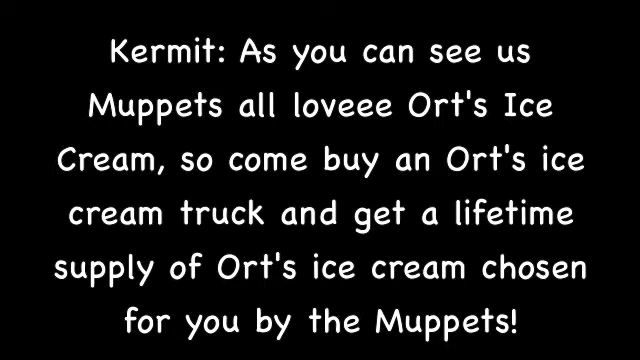 Kermit: As you can see us
Muppets all loveee Ort's Ice
Cream, so come buy an Ort's ice
cream truck and get a lifetime
supply of Ort's ice cream chosen
for you by the Muppets!